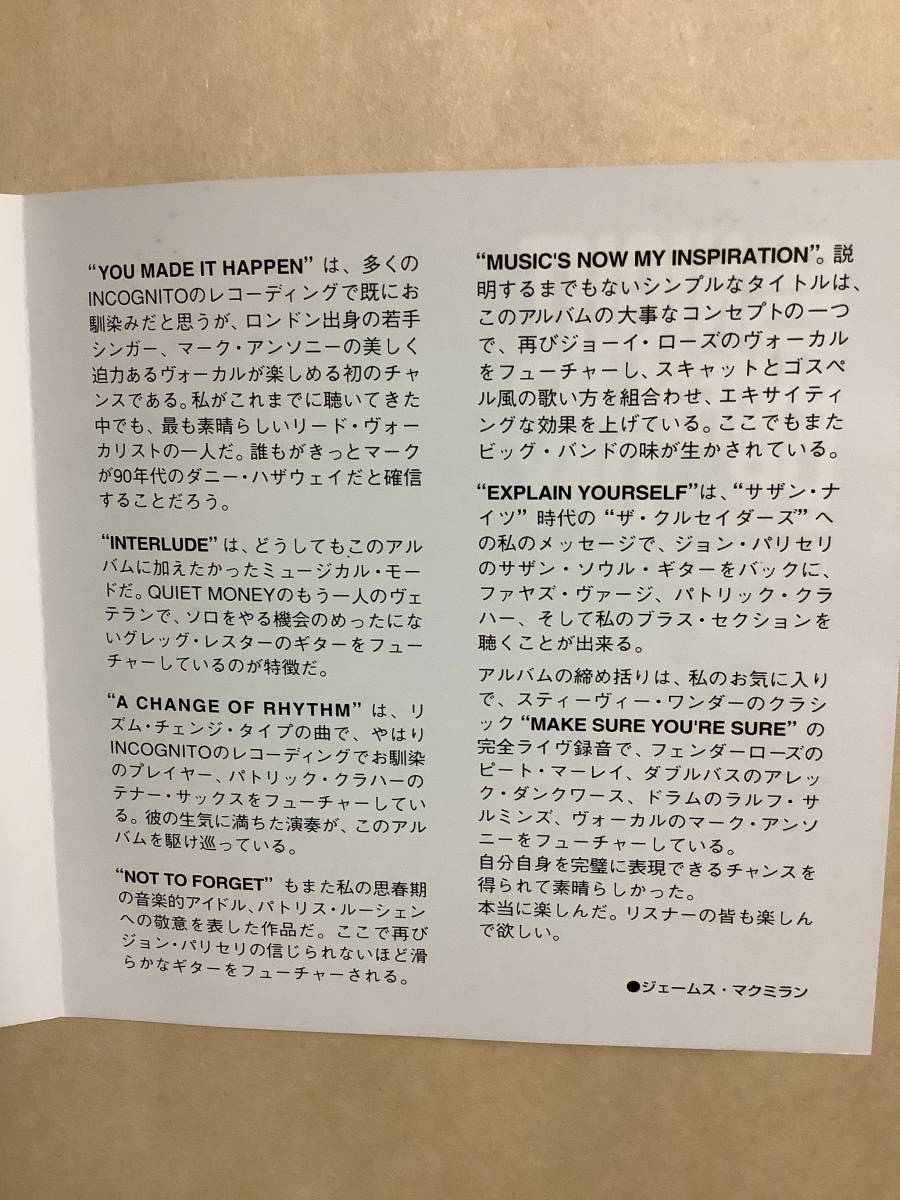 “YOU MADE IT HAPPEN” は、多くの
INCOGNITOのレコーディングで既にお
馴染みだと思うが、ロンドン出身の若手
シンガー、マーク・アンソニーの美しく
迫力あるヴォーカルが楽しめる初のチャ
ンスである。私がこれまでに聴いてきた
中でも、最も素晴らしいリード・ヴォー
カリストの一人だ。誰もがきっとマーク
が90年代のダニー・ハザウェイだと確信
することだろう。
“INTERLUDE” は、どうしてもこのアル
バムに加えたかったミュージカル・モー
ドだ。QUIET MONEYのもう一人のヴェ
テランで、ソロをやる機会のめったにな
いグレッグ・レスターのギターをフュー
チャーしているのが特徴だ。
“A CHANGE OF RHYTHM” は、リ
ズム・チェンジ・タイプの曲で、やはり
INCOGNITOのレコーディングでお馴染
のプレイヤー、パトリック・クラハーの
テナー・サックスをフューチャーしてい
る。彼の生気に満ちた演奏が、このアル
バムを駆け巡っている。
“NOT TO FORGET” もまた私の思春期
の音楽的アイドル、パトリス・ルーシェン
への敬意を表した作品だ。ここで再び
ジョン・パリセリの信じられないほど滑
らかなギターをフューチャーされる。
“MUSIC'S NOW MY INSPIRATION”。説
明するまでもないシンプルなタイトルは、
このアルバムの大事なコンセプトの一つ
で、再びジョーイ・ローズのヴォーカル
をフューチャーし、スキャットとゴスペ
ル風の歌い方を組合わせ、エキサイティ
ングな効果を上げている。ここでもまた
ビッグ・バンドの味が生かされている。
“EXPLAIN YOURSELF”は、“サザン・ナ
イツ” 時代の “ザ・クルセイダーズ” へ
の私のメッセージで、ジョン・パリセリ
のサザン・ソウル・ギターをバックに、
ファヤズ・ヴァージ、パトリック・クラ
ハー、そして私のブラス・セクションを
聴くことが出来る。
アルバムの締め括りは、私のお気に入り
で、スティーヴィー・ワンダーのクラシ
ック “MAKE SURE YOU'RE SURE” の
完全ライヴ録音で、フェンダーローズの
ピート・マーレイ、ダブルバスのアレッ
ク・ダンクワース、ドラムのラルフ・サ
ルミンズ、ヴォーカルのマーク・アンソ
ニーをフューチャーしている。
自分自身を完璧に表現できるチャンスを
得られて素晴らしかった。
本当に楽しんだ。リスナーの皆も楽しん
で欲しい。
●ジェームス・マクミラン